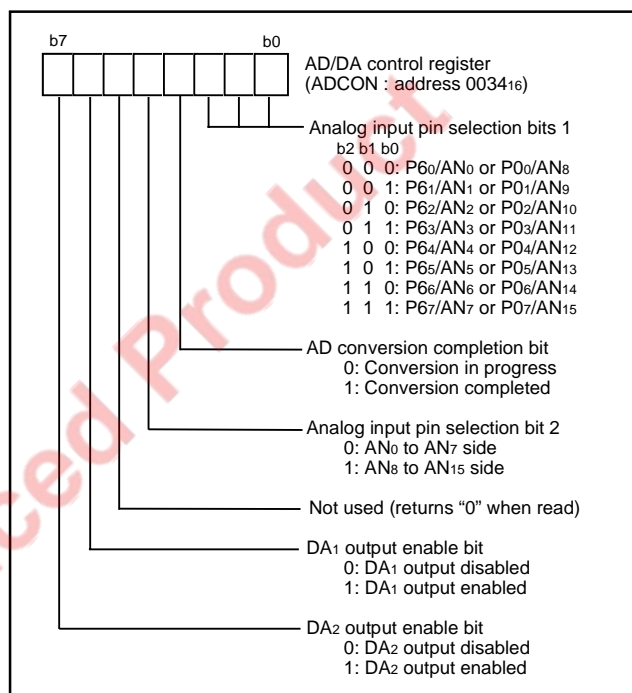 b7 b0
AD/DA control register
(ADCON : address 003416)
Analog input pin selection bits 1
b2 b1 b0
0 0 0: P60/AN0 or P00/AN8
0 0 1: P61/AN1 or P01/AN9
0 1 0: P62/AN2 or P02/AN10
0 1 1: P63/AN3 or P03/AN11
1 0 0: P64/AN4 or P04/AN12
1 0 1: P65/AN5 or P05/AN13
1 1 0: P66/AN6 or P06/AN14
1 1 1: P67/AN7 or P07/AN15
AD conversion completion bit
0: Conversion in progress
1: Conversion completed
Analog input pin selection bit 2
0: AN0 to AN7 side
1: AN8 to AN15 side
Not used (returns “0” when read)
DA1 output enable bit
0: DA1 output disabled
1: DA1 output enabled
DA2 output enable bit
0: DA2 output disabled
1: DA2 output enabled
ced Product